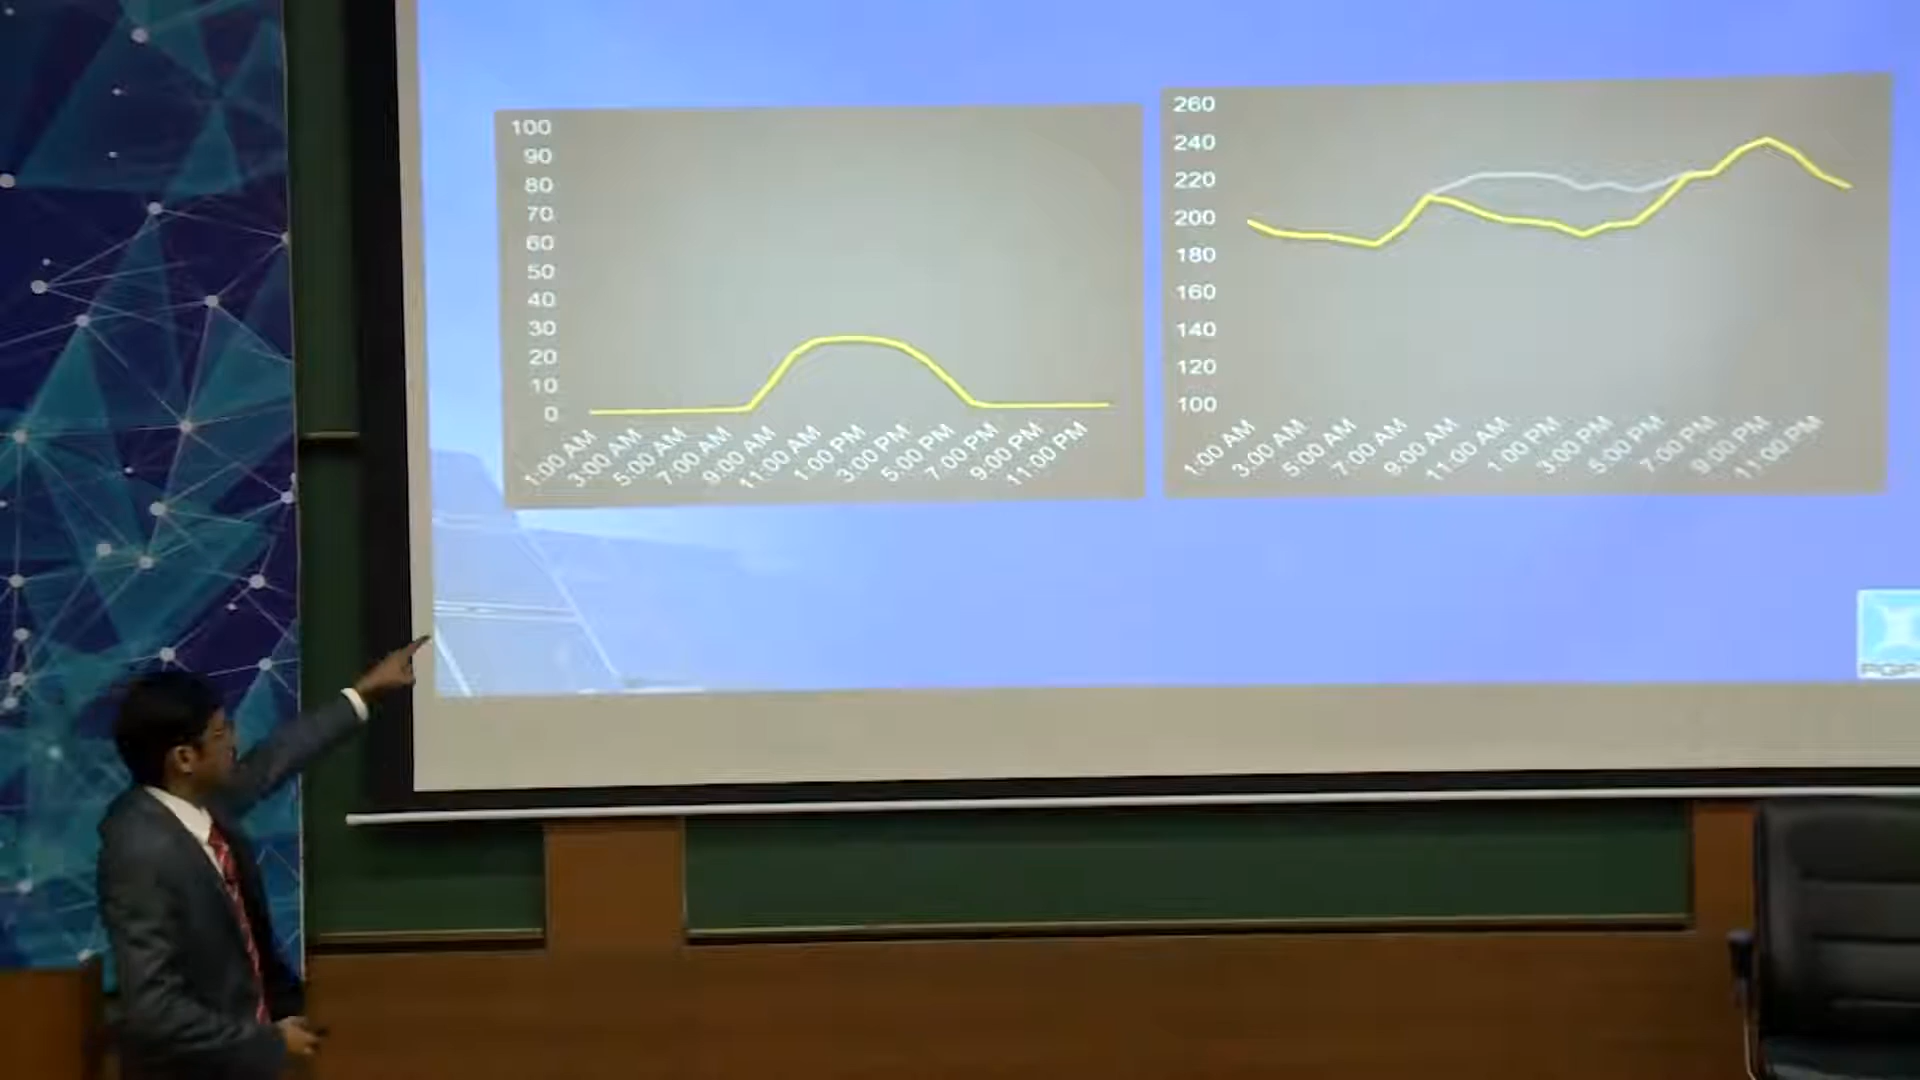 100
90
80
70
60
50
40
30
20
10
0
1:00 AM
3:00 AM
5:00 AM
7:00 AM
9:00 AM
11:00 AM
1:00 PM
3:00 PM
5:00 PM
7:00 PM
9:00 PM
11:00 PM
260
240
220
200
180
160
140
120
100
1:00 AM
3:00 AM
5:00 AM
7:00 AM
9:00 AM
11:00 AM
1:00 PM
3:00 PM
5:00 PM
7:00 PM
9:00 PM
11:00 PM